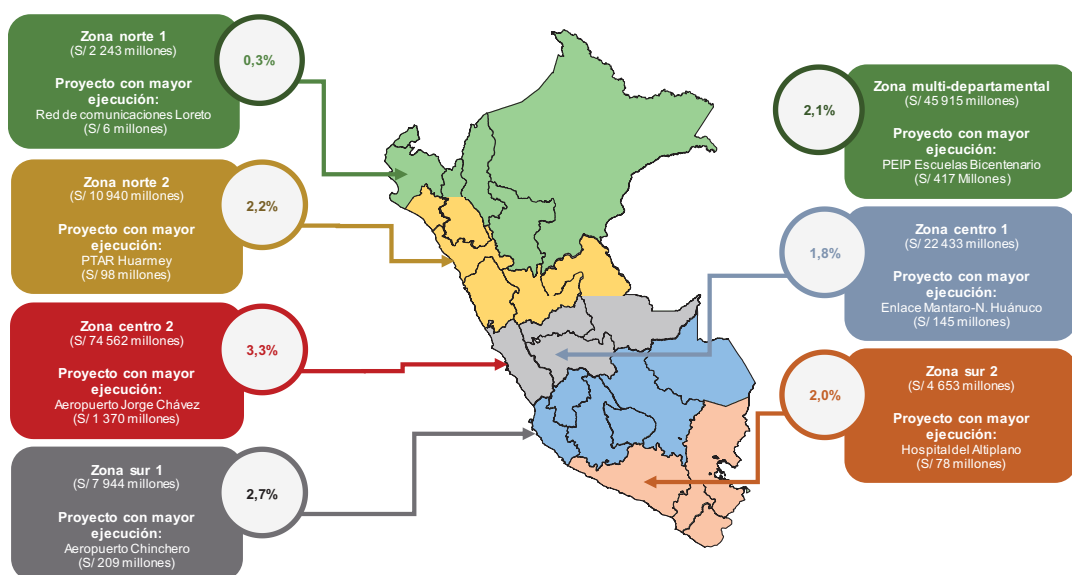 Zona norte 1
(S/ 2 243 millones)
Proyecto con mayor
ejecución:
Red de comunicaciones Loreto
(S/ 6 millones)
0,3%
Zona norte 2
(S/ 10 940 millones)
Proyecto con mayor
ejecución:
PTAR Huarmey
(S/ 98 millones)
2,2%
Zona centro 2
(S/ 74 562 millones)
Proyecto con mayor
ejecución:
Aeropuerto Jorge Chávez
(S/ 1 370 millones)
3,3%
Zona sur 1
(S/ 7 944 millones)
Proyecto con mayor
ejecución:
Aeropuerto Chinchero
(S/ 209 millones)
2,7%
2,1%
Zona multi-departamental
(S/ 45 915 millones)
Proyecto con mayor
ejecución:
PEIP Escuelas Bicentenario
(S/ 417 Millones)
1,8%
Zona centro 1
(S/ 22 433 millones)
Proyecto con mayor
ejecución:
Enlace Mantaro-N. Huánuco
(S/ 145 millones)
2,0%
Zona sur 2
(S/ 4 653 millones)
Proyecto con mayor
ejecución:
Hospital del Altiplano
(S/ 78 millones)